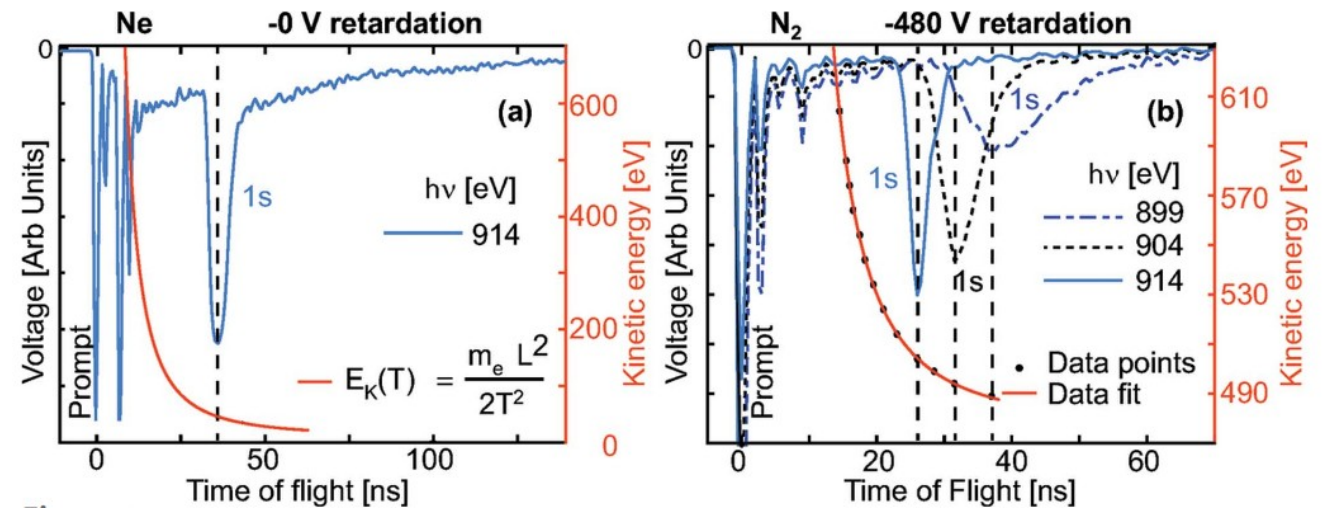 Ne -0 V retardation
0
(a)
600
1s
hν [eV]
914
400
Voltage [Arb Units]
Kinetic energy [eV]
200
Prompt
E_K(T) = m_e L² / 2T²
0
0 50 100
Time of flight [ns]
N₂ -480 V retardation
0
610
1s
(b)
1s
hν [eV]
570
899
904
914
Voltage [Arb Units]
Kinetic energy [eV]
1s
530
Prompt
Data points
Data fit
490
0 20 40 60
Time of Flight [ns]